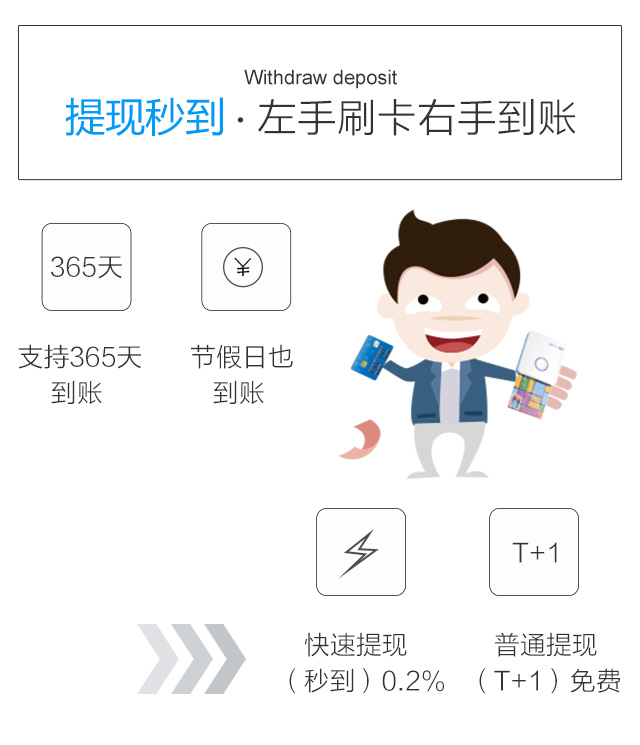 Withdraw deposit
提现秒到·左手刷卡右手到账
365天
¥
支持365天
到账
节假日也
到账
T+1
快速提现
（秒到）0.2%
普通提现
（T+1）免费